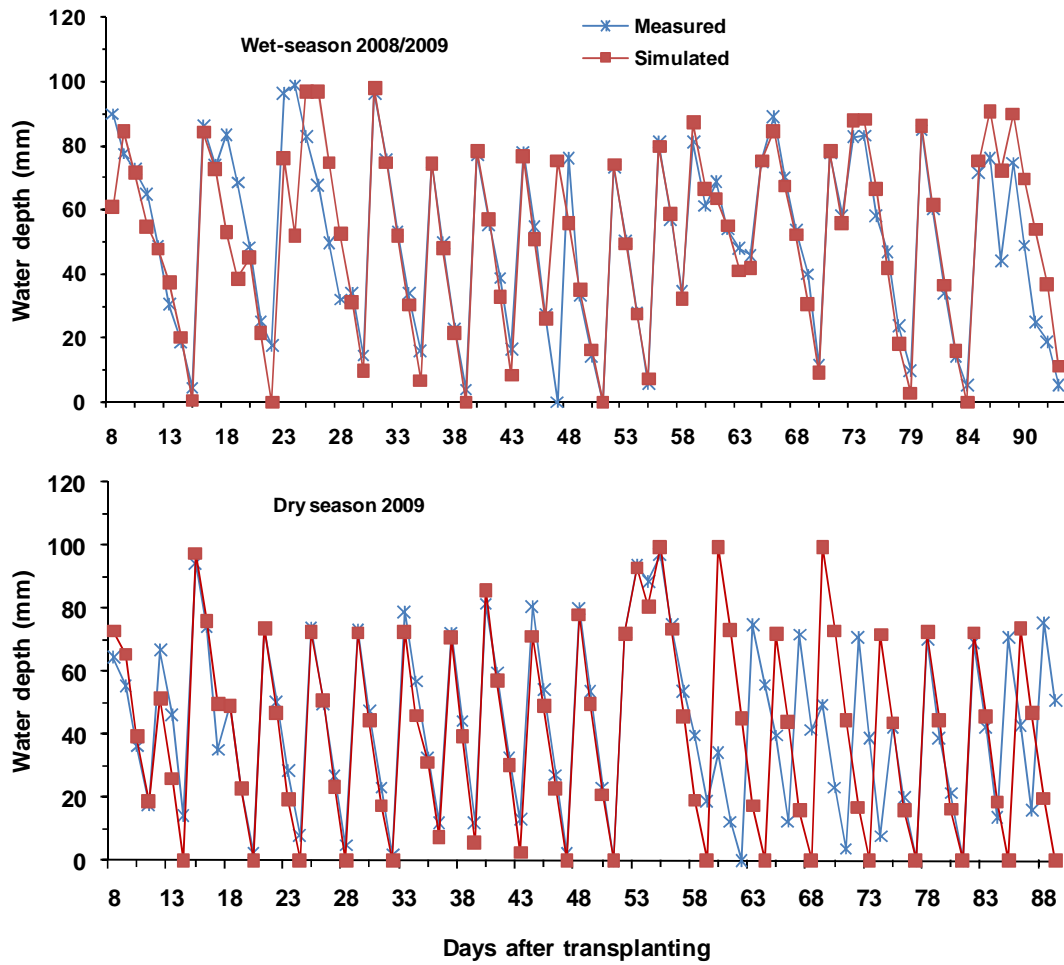 120
100
80
60
40
20
0
Water depth (mm)
Wet-season 2008/2009
Measured
Simulated
8 13 18 23 28 33 38 43 48 53 58 63 68 73 79 84 90
120
100
80
60
40
20
0
Water depth (mm)
Dry season 2009
8 13 18 23 28 33 38 43 48 53 58 63 68 73 78 83 88
Days after transplanting